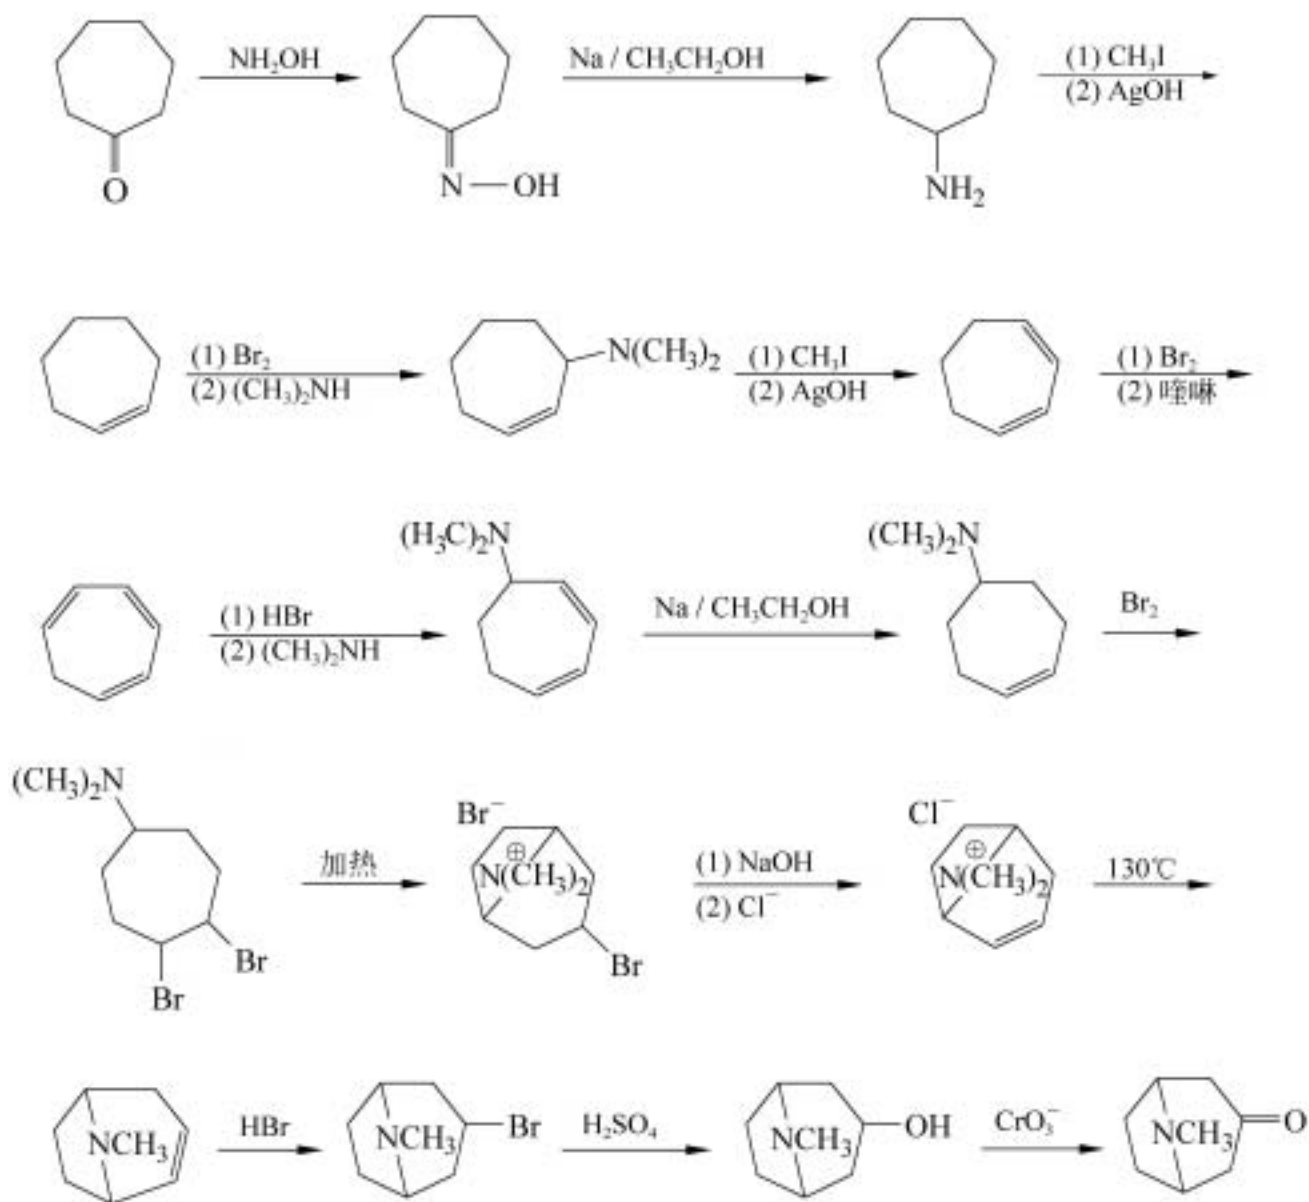 NH₂OH
Na / CH₃CH₂OH
(1) CH₃I
(2) AgOH
O
N—OH
NH₂
(1) Br₂
(2) (CH₃)₂NH
N(CH₃)₂
(1) CH₃I
(2) AgOH
(1) Br₂
(2) 喹啉
(H₃C)₂N
(CH₃)₂N
(1) HBr
(2) (CH₃)₂NH
Na / CH₃CH₂OH
Br₂
(CH₃)₂N
Br
Br
加热
Br⁻
⊕
N(CH₃)₂
Br
(1) NaOH
(2) Cl⁻
Cl⁻
⊕
N(CH₃)₂
130℃
NCH₃
HBr
NCH₃
Br
H₂SO₄
NCH₃
OH
CrO₃⁻
NCH₃
O